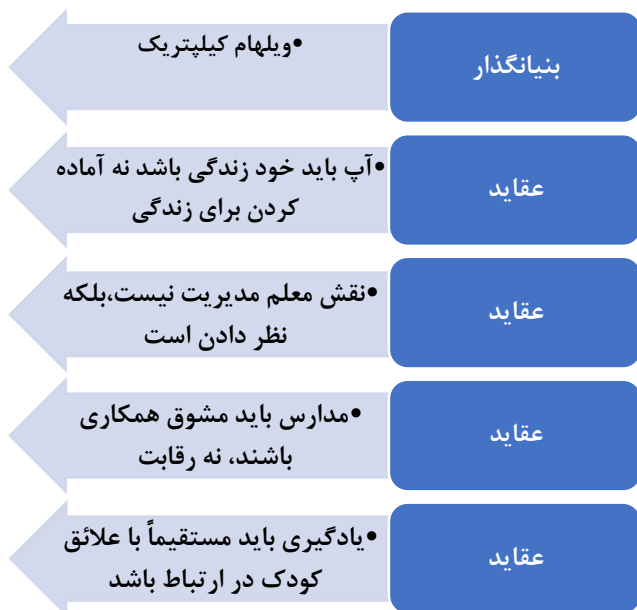 بنیانگذار
•ویلهام کیلپتریک
عقاید
•آپ باید خود زندگی باشد نه آماده
کردن برای زندگی
عقاید
•نقش معلم مدیریت نیست،بلکه
نظر دادن است
عقاید
•مدارس باید مشوق همکاری
باشند، نه رقابت
عقاید
•یادگیری باید مستقیماً با علائق
کودک در ارتباط باشد